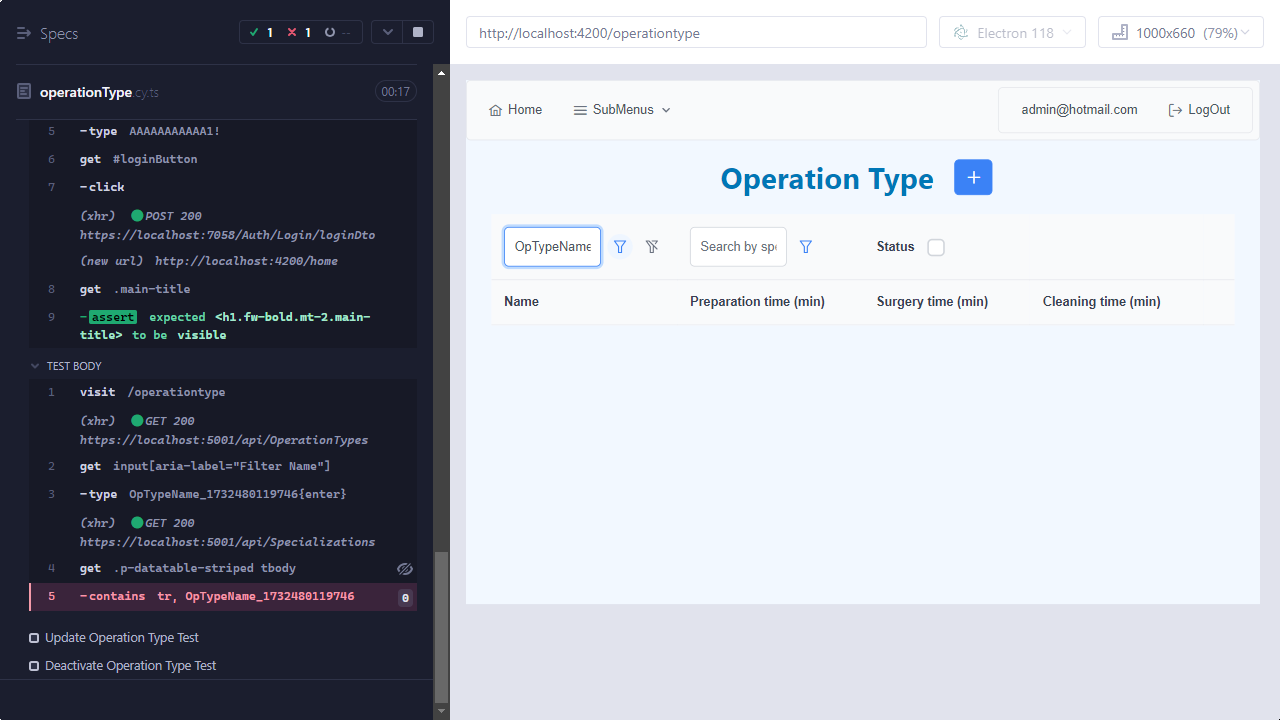 Specs
1
1
--
operationType.cy.ts
00:17
5 -type AAAAAAAAAAA1!
6 get #loginButton
7 -click
(xhr) POST 200
https://localhost:7058/Auth/Login/loginDto
(new url) http://localhost:4200/home
8 get .main-title
9 -assert expected <h1.fw-bold.mt-2.main-
title> to be visible
TEST BODY
1 visit /operationtype
(xhr) GET 200
https://localhost:5001/api/OperationTypes
2 get input[aria-label="Filter Name"]
3 -type OpTypeName_1732480119746{enter}
(xhr) GET 200
https://localhost:5001/api/Specializations
4 get .p-datatable-striped tbody
5 -contains tr, OpTypeName_1732480119746 0
Update Operation Type Test
Deactivate Operation Type Test
http://localhost:4200/operationtype
Electron 118
1000x660 (79%)
Home
SubMenus
admin@hotmail.com
LogOut
Operation Type
+
OpTypeName
Search by spe
Status
Name
Preparation time (min)
Surgery time (min)
Cleaning time (min)